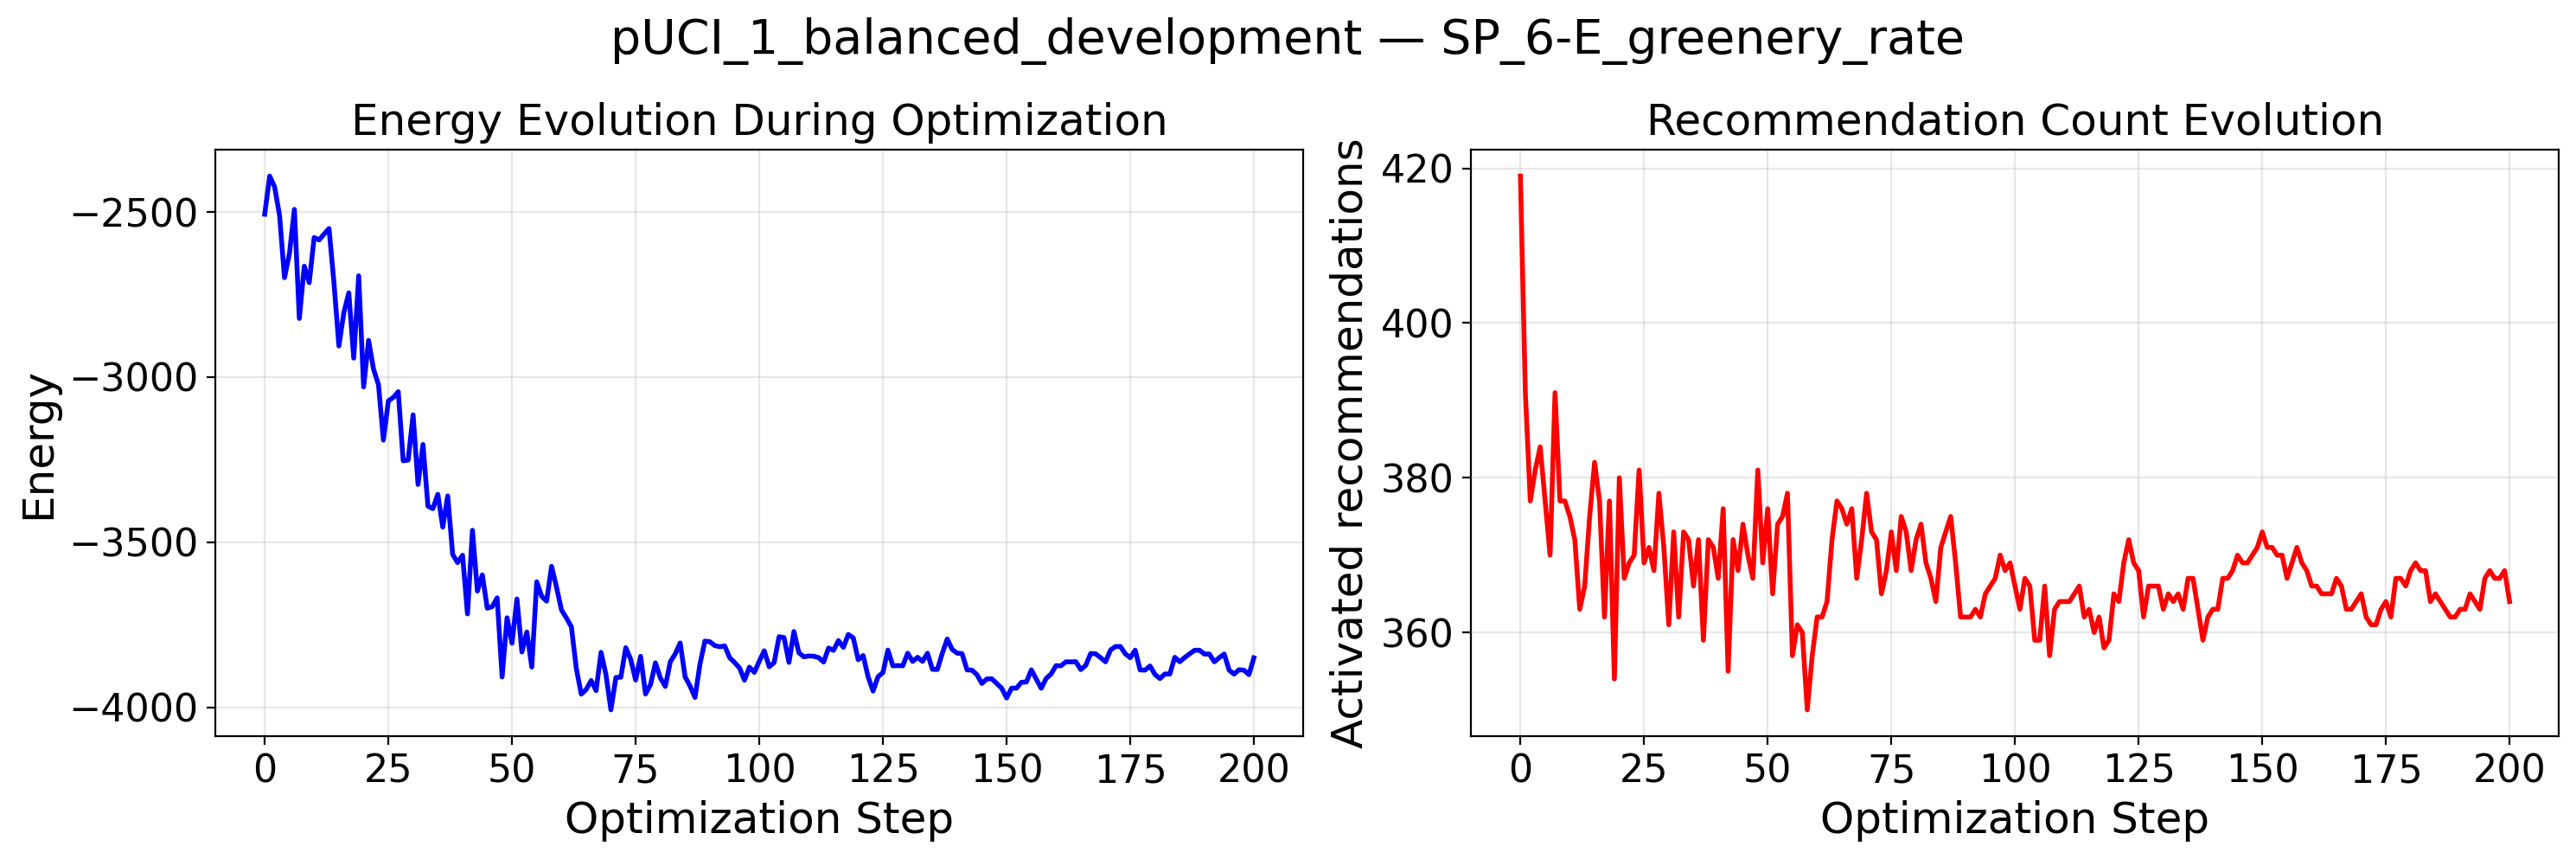 pUCI_1_balanced_development — SP_6-E_greenery_rate
Energy Evolution During Optimization
Energy
−2500
−3000
−3500
−4000
0 25 50 75 100 125 150 175 200
Optimization Step
Recommendation Count Evolution
Activated recommendations
420
400
380
360
0 25 50 75 100 125 150 175 200
Optimization Step